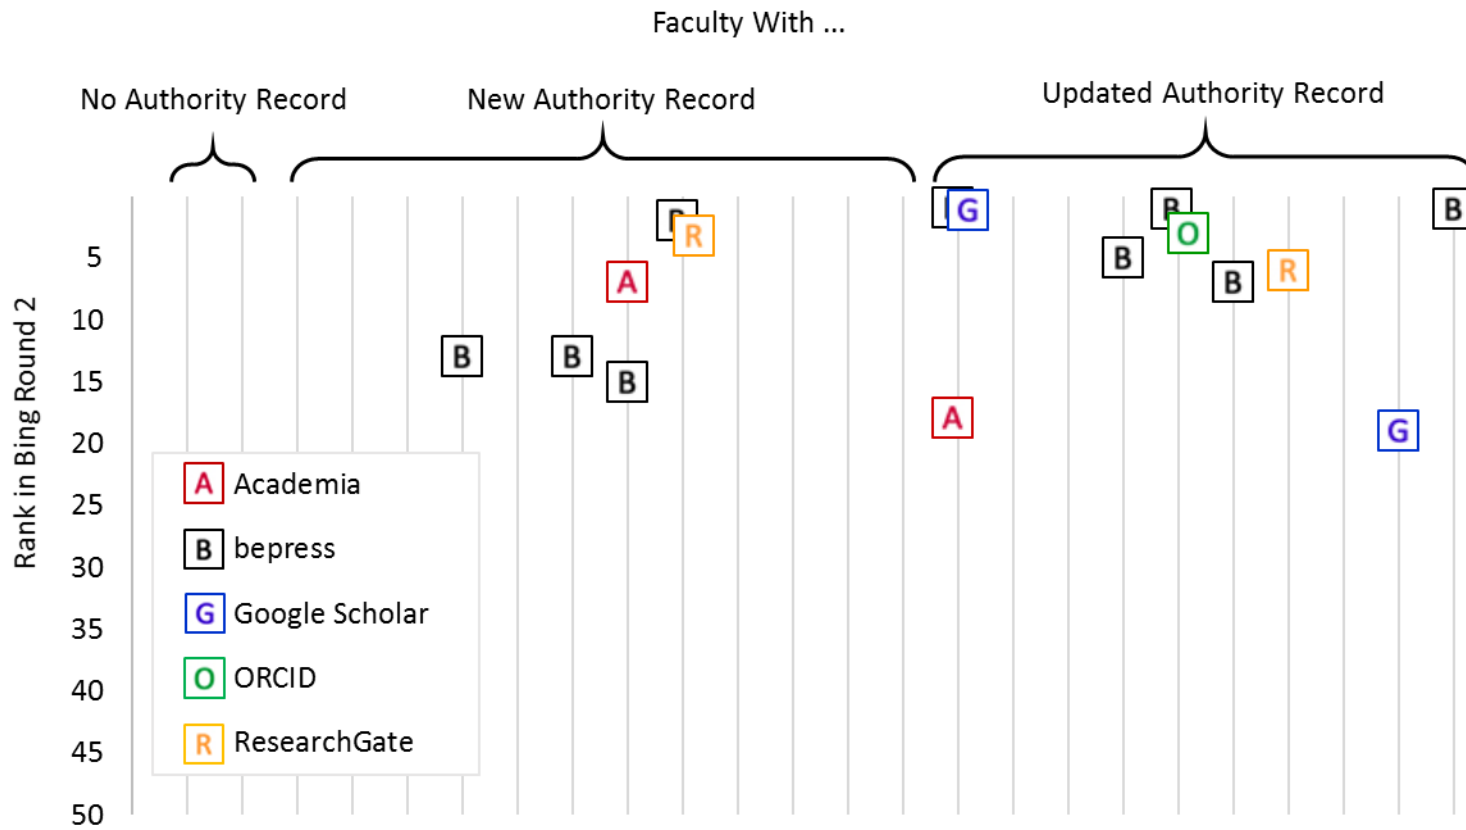 Faculty With ...
No Authority Record
New Authority Record
Updated Authority Record
Rank in Bing Round 2
5
10
15
20
25
30
35
40
45
50
B
R
A
B
B
B
G
A
B
O
B
B
R
G
B
A Academia
B bepress
G Google Scholar
O ORCID
R ResearchGate